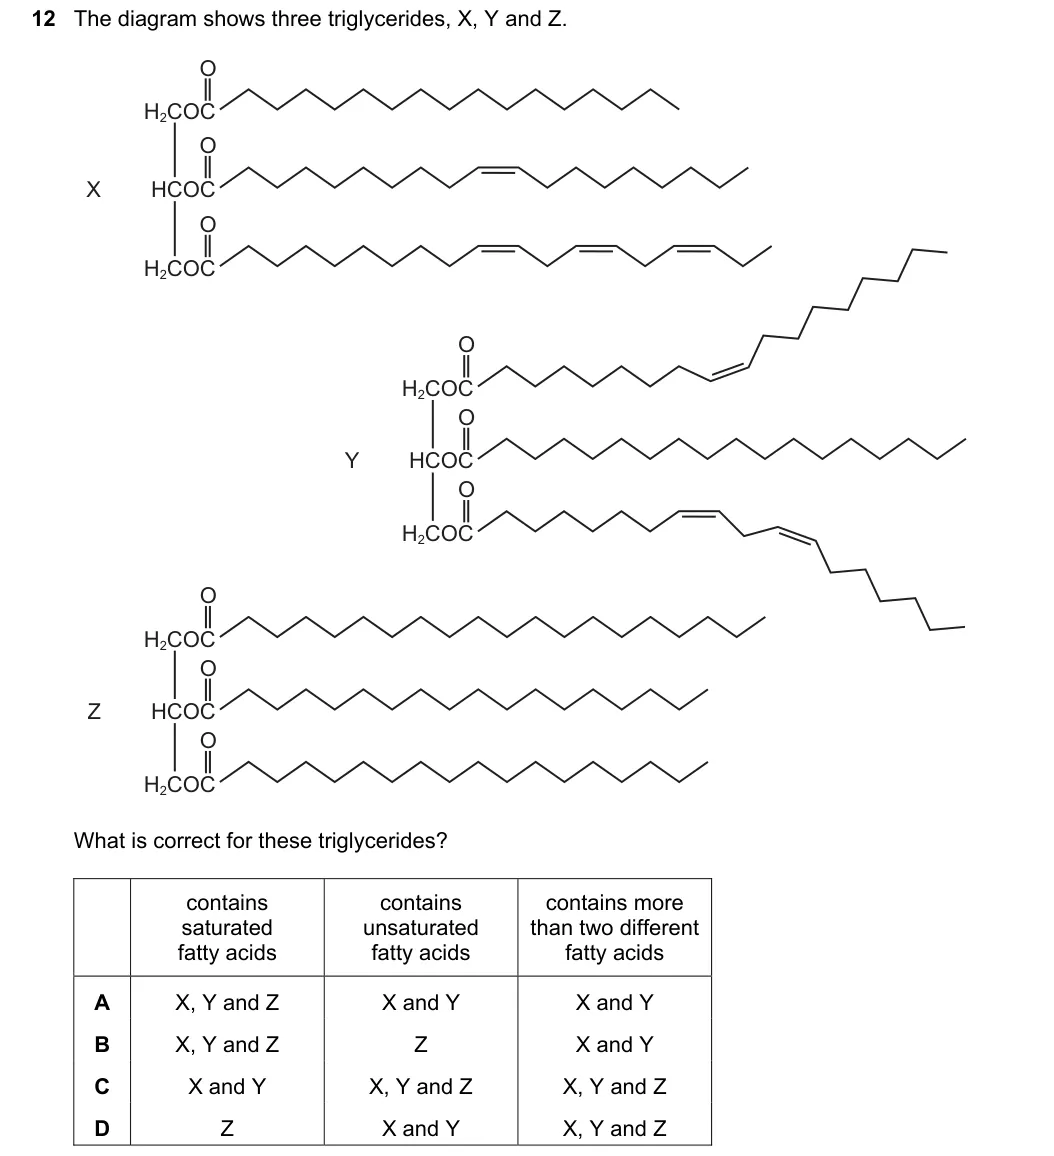 12 The diagram shows three triglycerides, X, Y and Z.
O
H₂COC
O
X HCOC
O
H₂COC
O
H₂COC
O
Y HCOC
O
H₂COC
O
H₂COC
O
Z HCOC
O
H₂COC
What is correct for these triglycerides?
contains saturated fatty acids contains unsaturated fatty acids contains more than two different fatty acids
A X, Y and Z X and Y X and Y
B X, Y and Z Z X and Y
C X and Y X, Y and Z X, Y and Z
D Z X and Y X, Y and Z